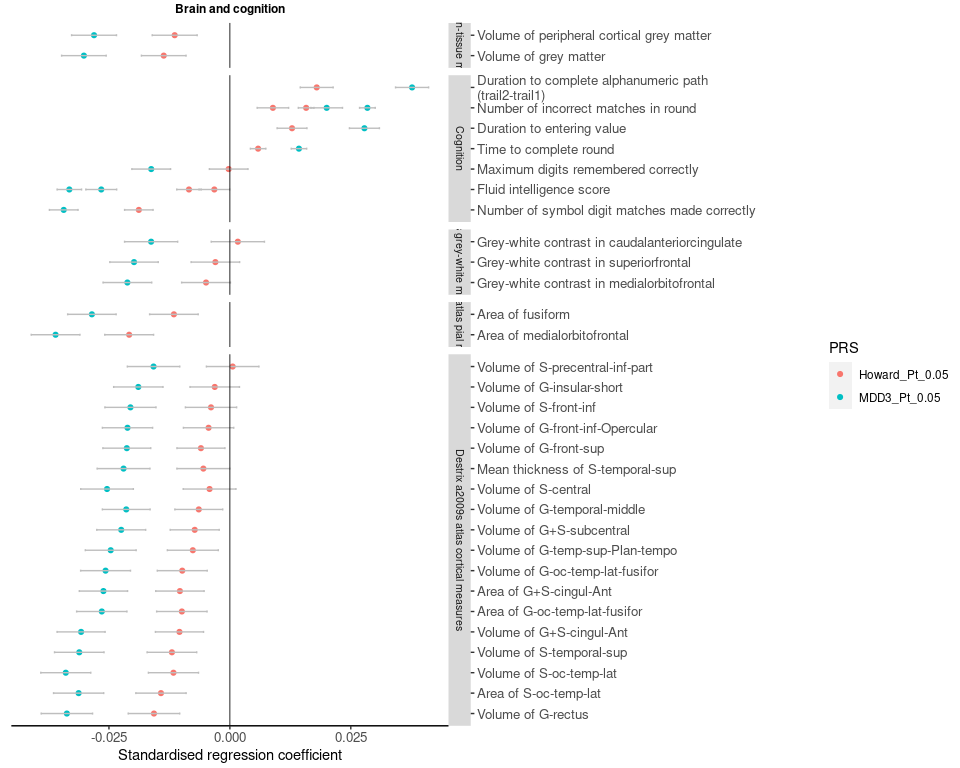 Brain and cognition
Volume of peripheral cortical grey matter
Volume of grey matter
Cognition
Duration to complete alphanumeric path
(trail2-trail1)
Number of incorrect matches in round
Duration to entering value
Time to complete round
Maximum digits remembered correctly
Fluid intelligence score
Number of symbol digit matches made correctly
grey-white
Grey-white contrast in caudalanteriorcingulate
Grey-white contrast in superiorfrontal
Grey-white contrast in medialorbitofrontal
atlas pial
Area of fusiform
Area of medialorbitofrontal
Destrix a2009s atlas cortical measures
Volume of S-precentral-inf-part
Volume of G-insular-short
Volume of S-front-inf
Volume of G-front-inf-Opercular
Volume of G-front-sup
Mean thickness of S-temporal-sup
Volume of S-central
Volume of G-temporal-middle
Volume of G+S-subcentral
Volume of G-temp-sup-Plan-tempo
Volume of G-oc-temp-lat-fusifor
Area of G+S-cingul-Ant
Area of G-oc-temp-lat-fusifor
Volume of G+S-cingul-Ant
Volume of S-temporal-sup
Volume of S-oc-temp-lat
Area of S-oc-temp-lat
Volume of G-rectus
-0.025 0.000 0.025
Standardised regression coefficient
PRS
Howard_Pt_0.05
MDD3_Pt_0.05